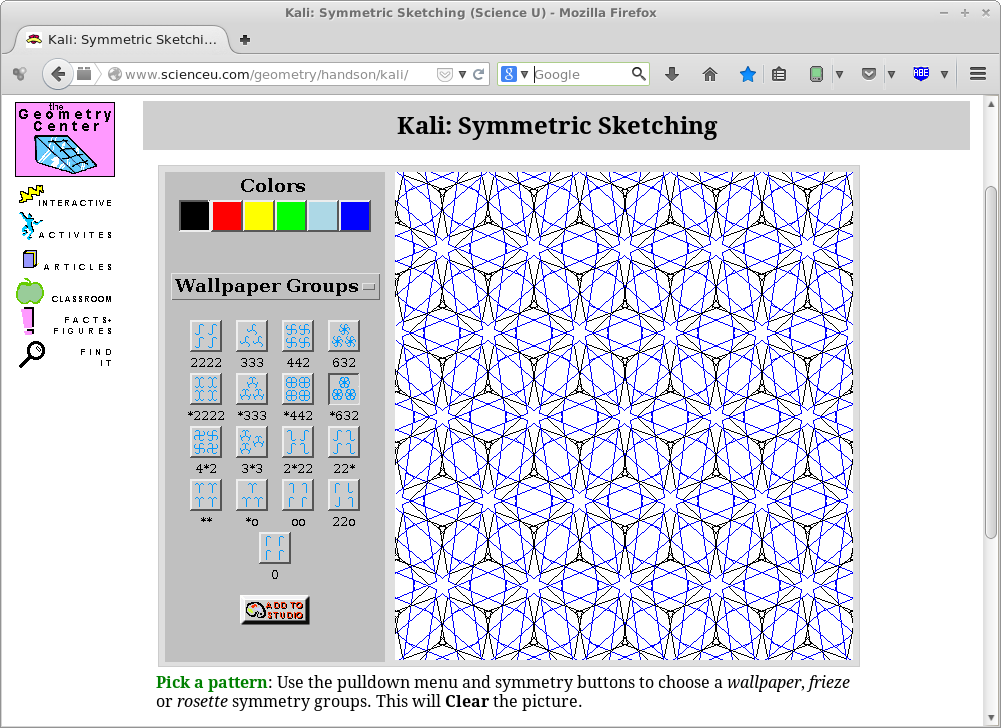 Kali: Symmetric Sketching (Science U) - Mozilla Firefox
Kali: Symmetric Sketchi...
www.scienceu.com/geometry/handson/kali/
Google
ABE
the
Geometry
Center
INTERACTIVE
ACTIVITES
ARTICLES
CLASSROOM
FACTS+
FIGURES
FIND
IT
Kali: Symmetric Sketching
Colors
Wallpaper Groups
2222 333 442 632
*2222 *333 *442 *632
4*2 3*3 2*22 22*
** *o oo 22o
0
ADD TO
STUDIO
Pick a pattern: Use the pulldown menu and symmetry buttons to choose a wallpaper, frieze
or rosette symmetry groups. This will Clear the picture.